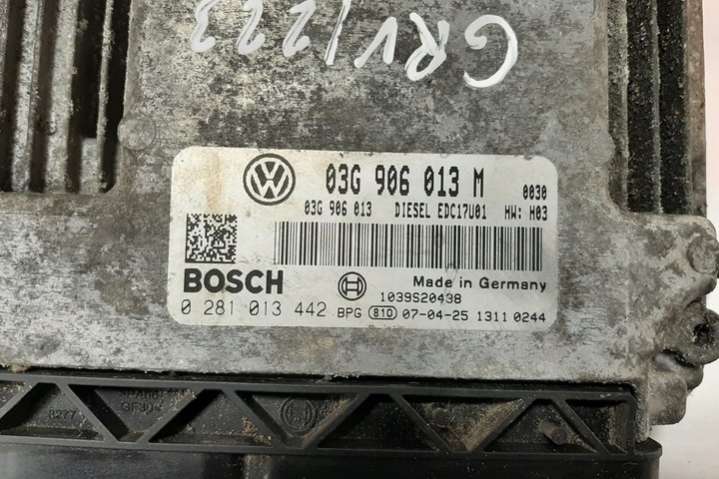 GRV/223
VW 03G 906 013 M 0030
03G 906 013 DIESEL EDC17U01 HW: H03
BOSCH Made in Germany
1039S20438
0 281 013 442 BPG 810 07-04-25 1311 0244